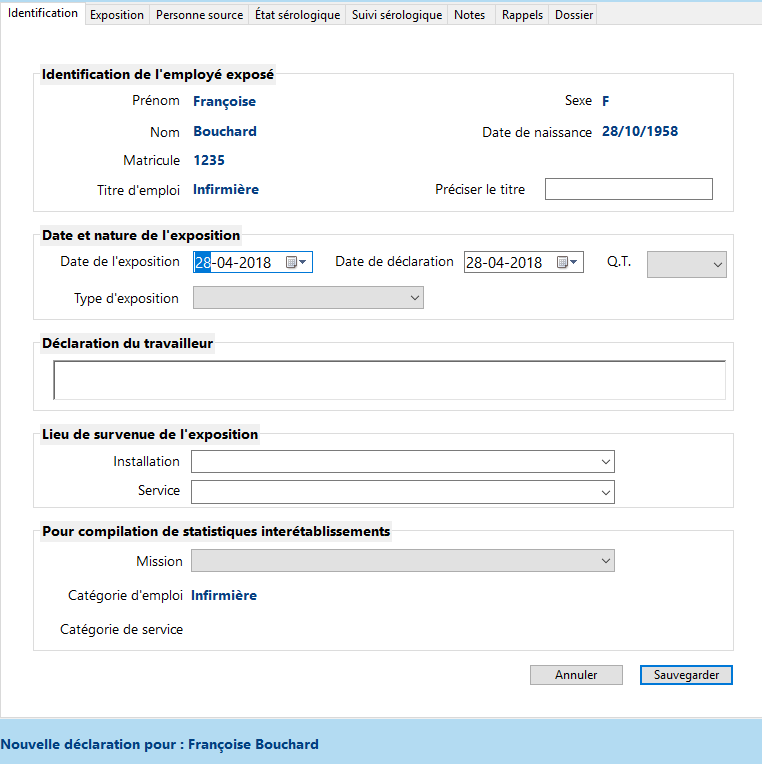 Identification Exposition Personne source État sérologique Suivi sérologique Notes Rappels Dossier
Identification de l'employé exposé
Prénom Françoise Sexe F
Nom Bouchard Date de naissance 28/10/1958
Matricule 1235
Titre d'emploi Infirmière Préciser le titre
Date et nature de l'exposition
Date de l'exposition 28-04-2018 Date de déclaration 28-04-2018 Q.T.
Type d'exposition
Déclaration du travailleur
Lieu de survenue de l'exposition
Installation
Service
Pour compilation de statistiques interétablissements
Mission
Catégorie d'emploi Infirmière
Catégorie de service
Annuler Sauvegarder
Nouvelle déclaration pour : Françoise Bouchard